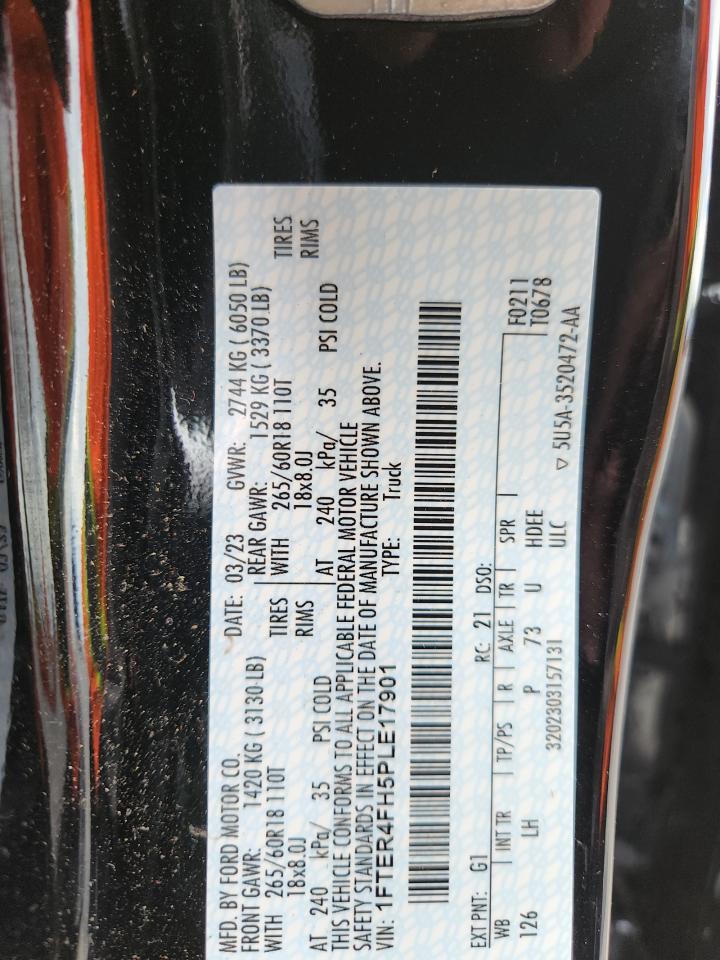 MFD. BY FORD MOTOR CO. DATE: 03/23 GVWR: 2744 KG ( 6050 LB)
FRONT GAWR: 1420 KG ( 3130 LB) REAR GAWR: 1529 KG ( 3370 LB)
WITH 265/60R18 110T TIRES WITH 265/60R18 110T TIRES
18x8.0J RIMS 18x8.0J RIMS
AT 240 kPa/ 35 PSI COLD AT 240 kPa/ 35 PSI COLD
THIS VEHICLE CONFORMS TO ALL APPLICABLE FEDERAL MOTOR VEHICLE
SAFETY STANDARDS IN EFFECT ON THE DATE OF MANUFACTURE SHOWN ABOVE.
VIN: 1FTER4FH5PLE17901 TYPE: Truck
EXT PNT: G1 RC: 21 DSO:
WB INT TR TP/PS R AXLE TR SPR F0211
126 LH P 73 U HDEE T0678
3202303157131 ULC ▽ 5U5A-3520472-AA